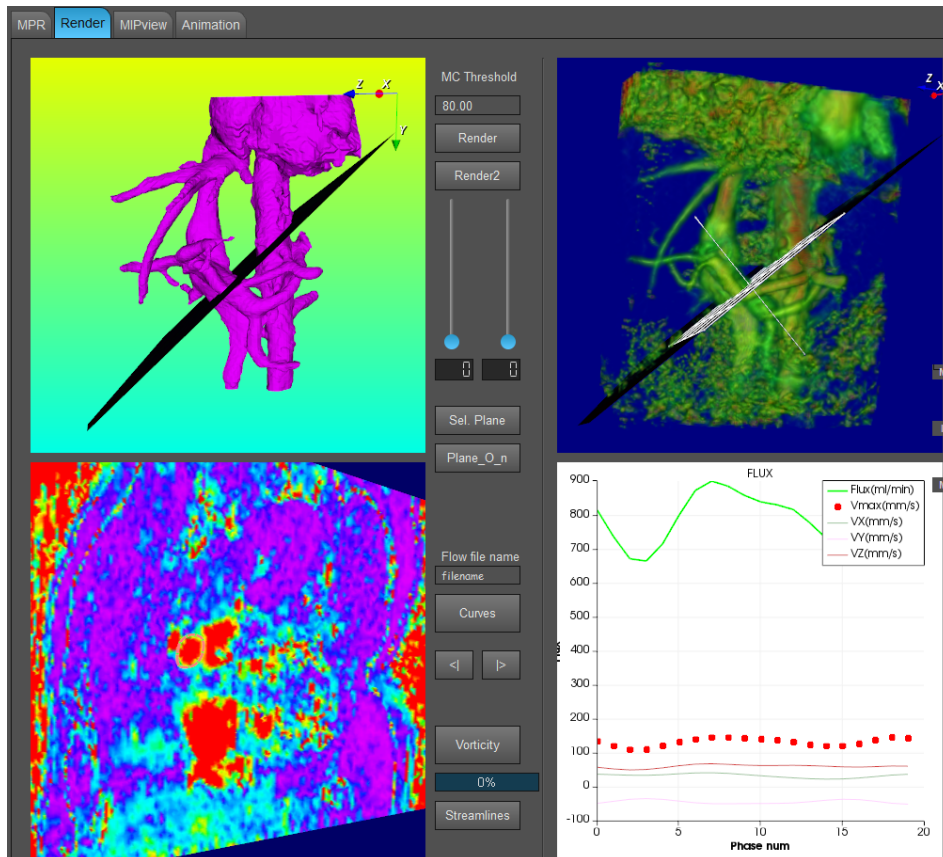 MPR Render MIPview Animation
Z X
Y
MC Threshold
80.00
Render
Render2
0 0
Sel. Plane
Plane_O_n
Z
X
Flow file name
filename
Curves
<| |>
Vorticity
0%
Streamlines
FLUX
Flux(ml/min)
Vmax(mm/s)
VX(mm/s)
VY(mm/s)
VZ(mm/s)
900
800
700
600
500
400
300
200
100
0
-100
0 5 10 15 20
Phase num